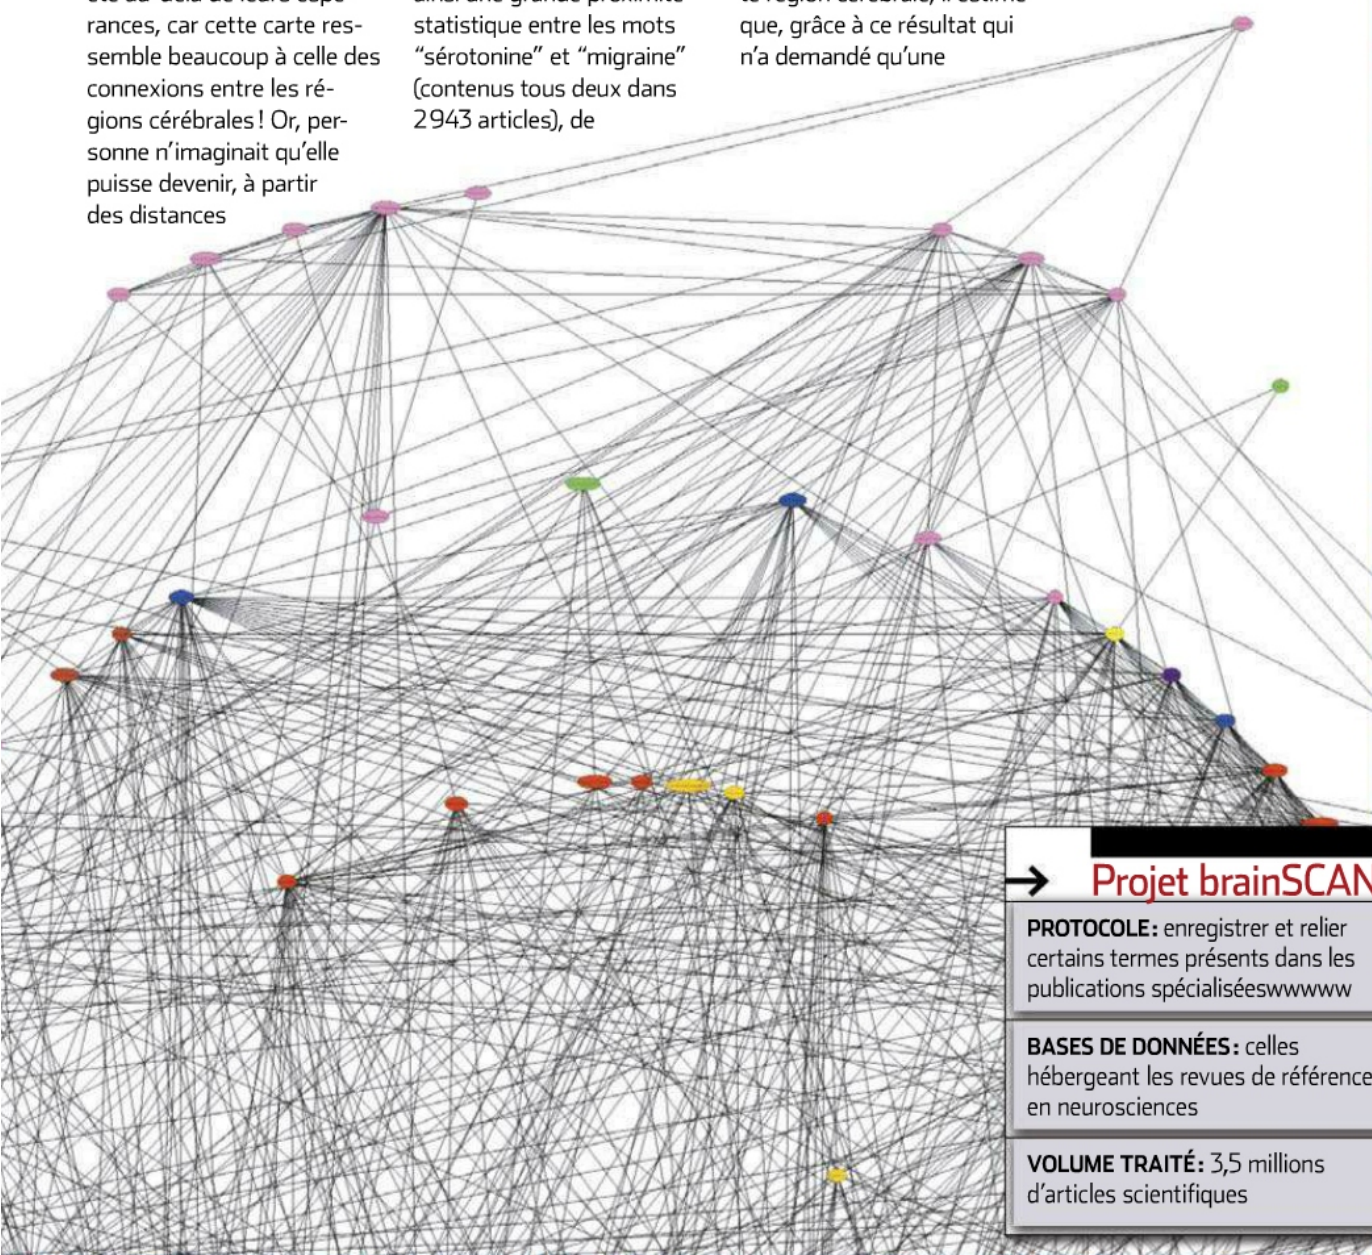 rances, car cette carte res-
semble beaucoup à celle des
connexions entre les ré-
gions cérébrales ! Or, per-
sonne n'imaginait qu'elle
puisse devenir, à partir
des distances
statistique entre les mots
“sérotonine” et “migraine”
(contenus tous deux dans
2 943 articles), de
que, grâce à ce résultat qui
n'a demandé qu'une
→ Projet brainSCAN
PROTOCOLE : enregistrer et relier
certains termes présents dans les
publications spécialiséeswwwww
BASES DE DONNÉES : celles
hébergeant les revues de référence
en neurosciences
VOLUME TRAITÉ : 3,5 millions
d'articles scientifiques